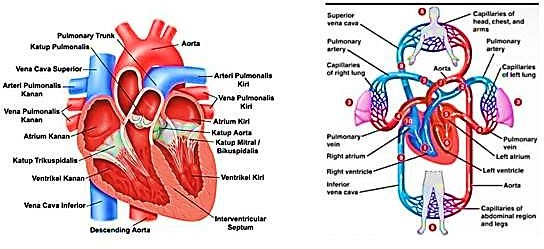 Pulmonary Trunk
Katup Pulmonalis
Aorta
Vena Cava Superior
Arteri Pulmonalis
Kanan
Vena Pulmonalis
Kanan
Atrium Kanan
Katup Trikuspidalis
Ventrikel Kanan
Vena Cava Inferior
Descending Aorta
Arteri Pulmonalis
Kiri
Vena Pulmonalis
Kiri
Atrium Kiri
Katup Aorta
Katup Mitral /
Bikuspidalis
Ventrikel Kiri
Interventricular
Septum
Superior
vena cava
Pulmonary
artery
Capillaries
of right lung
Pulmonary
vein
Right atrium
Right ventricle
Inferior
vena cava
Capillaries of
head, chest, and
arms
Pulmonary
artery
Aorta
Capillaries
of left lung
Pulmonary
vein
Left atrium
Left ventricle
Aorta
Capillaries of
abdominal region
and legs